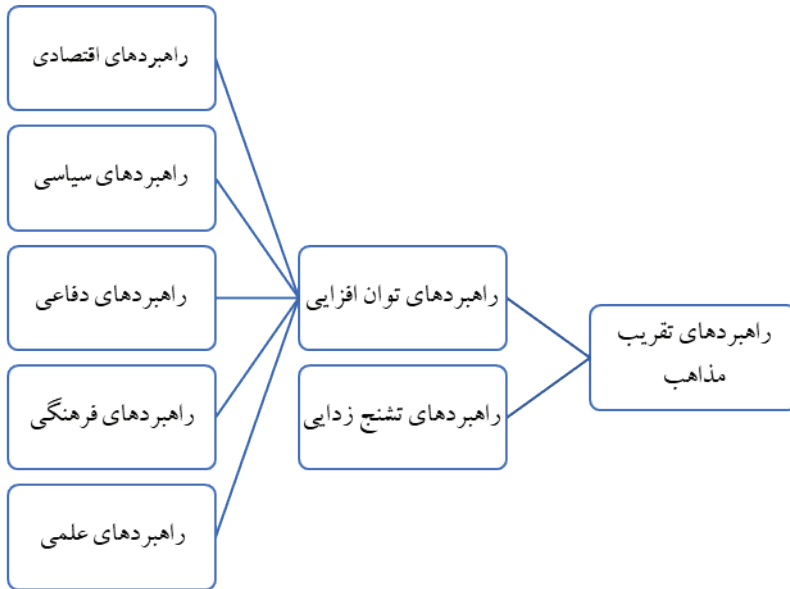 راهبردهای تقریب
مذاهب
راهبردهای توان افزایی
راهبردهای تشنج زدایی
راهبردهای اقتصادی
راهبردهای سیاسی
راهبردهای دفاعی
راهبردهای فرهنگی
راهبردهای علمی